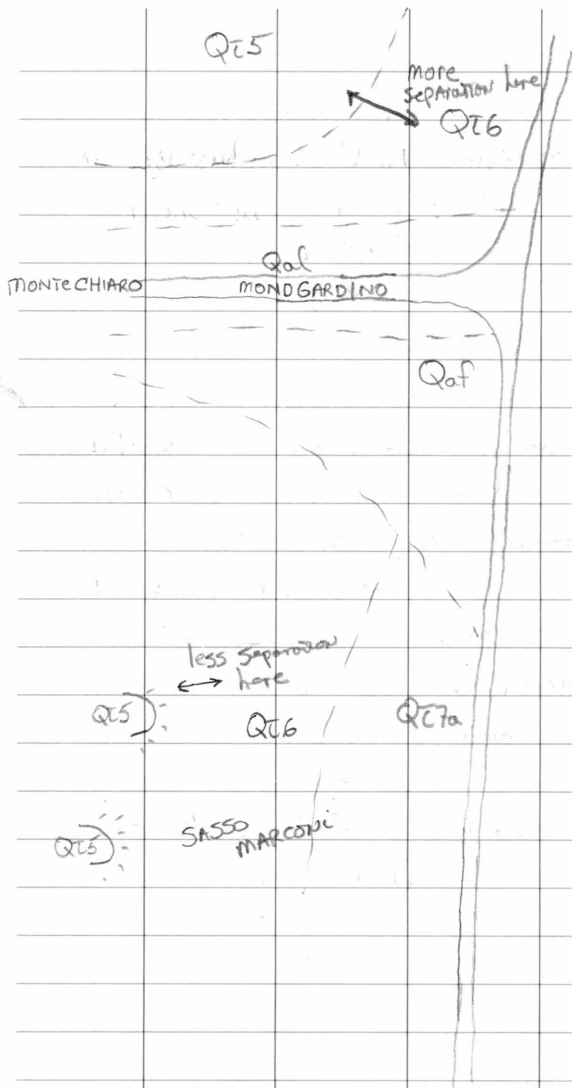 Qt5
more
separation here
Qt6
Qal
MONTECHIARO
MONDGARDINO
Qaf
less separation
here
Qt5
Qt6
Qt7a
Qt5
SASSO
MARCONI